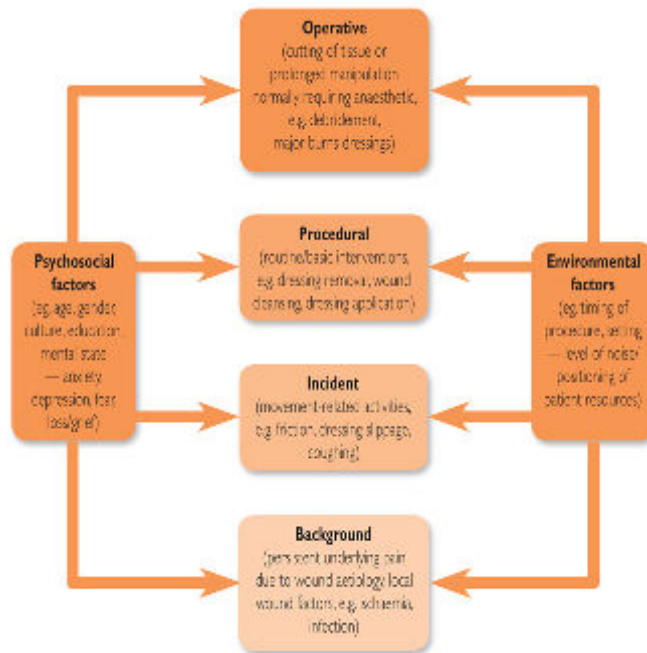 Operative
(cutting of tissue or
prolonged manipulation
normally requiring anaesthetic,
e.g. debridement,
major burns dressings)
Procedural
(routine/basic interventions,
e.g. dressing removal, wound
cleansing, dressing application)
Psychosocial
factors
(eg. age, gender,
culture, education,
mental state
— anxiety,
depression, fear,
loss/grief)
Environmental
factors
(eg. timing of
procedure, setting
— level of noise/
positioning of
patient resources)
Incident
(movement-related activities,
e.g. friction, dressing slippage,
coughing)
Background
(persistent underlying pain
due to wound aetiology local
wound factors, e.g. ischaemia,
infection)